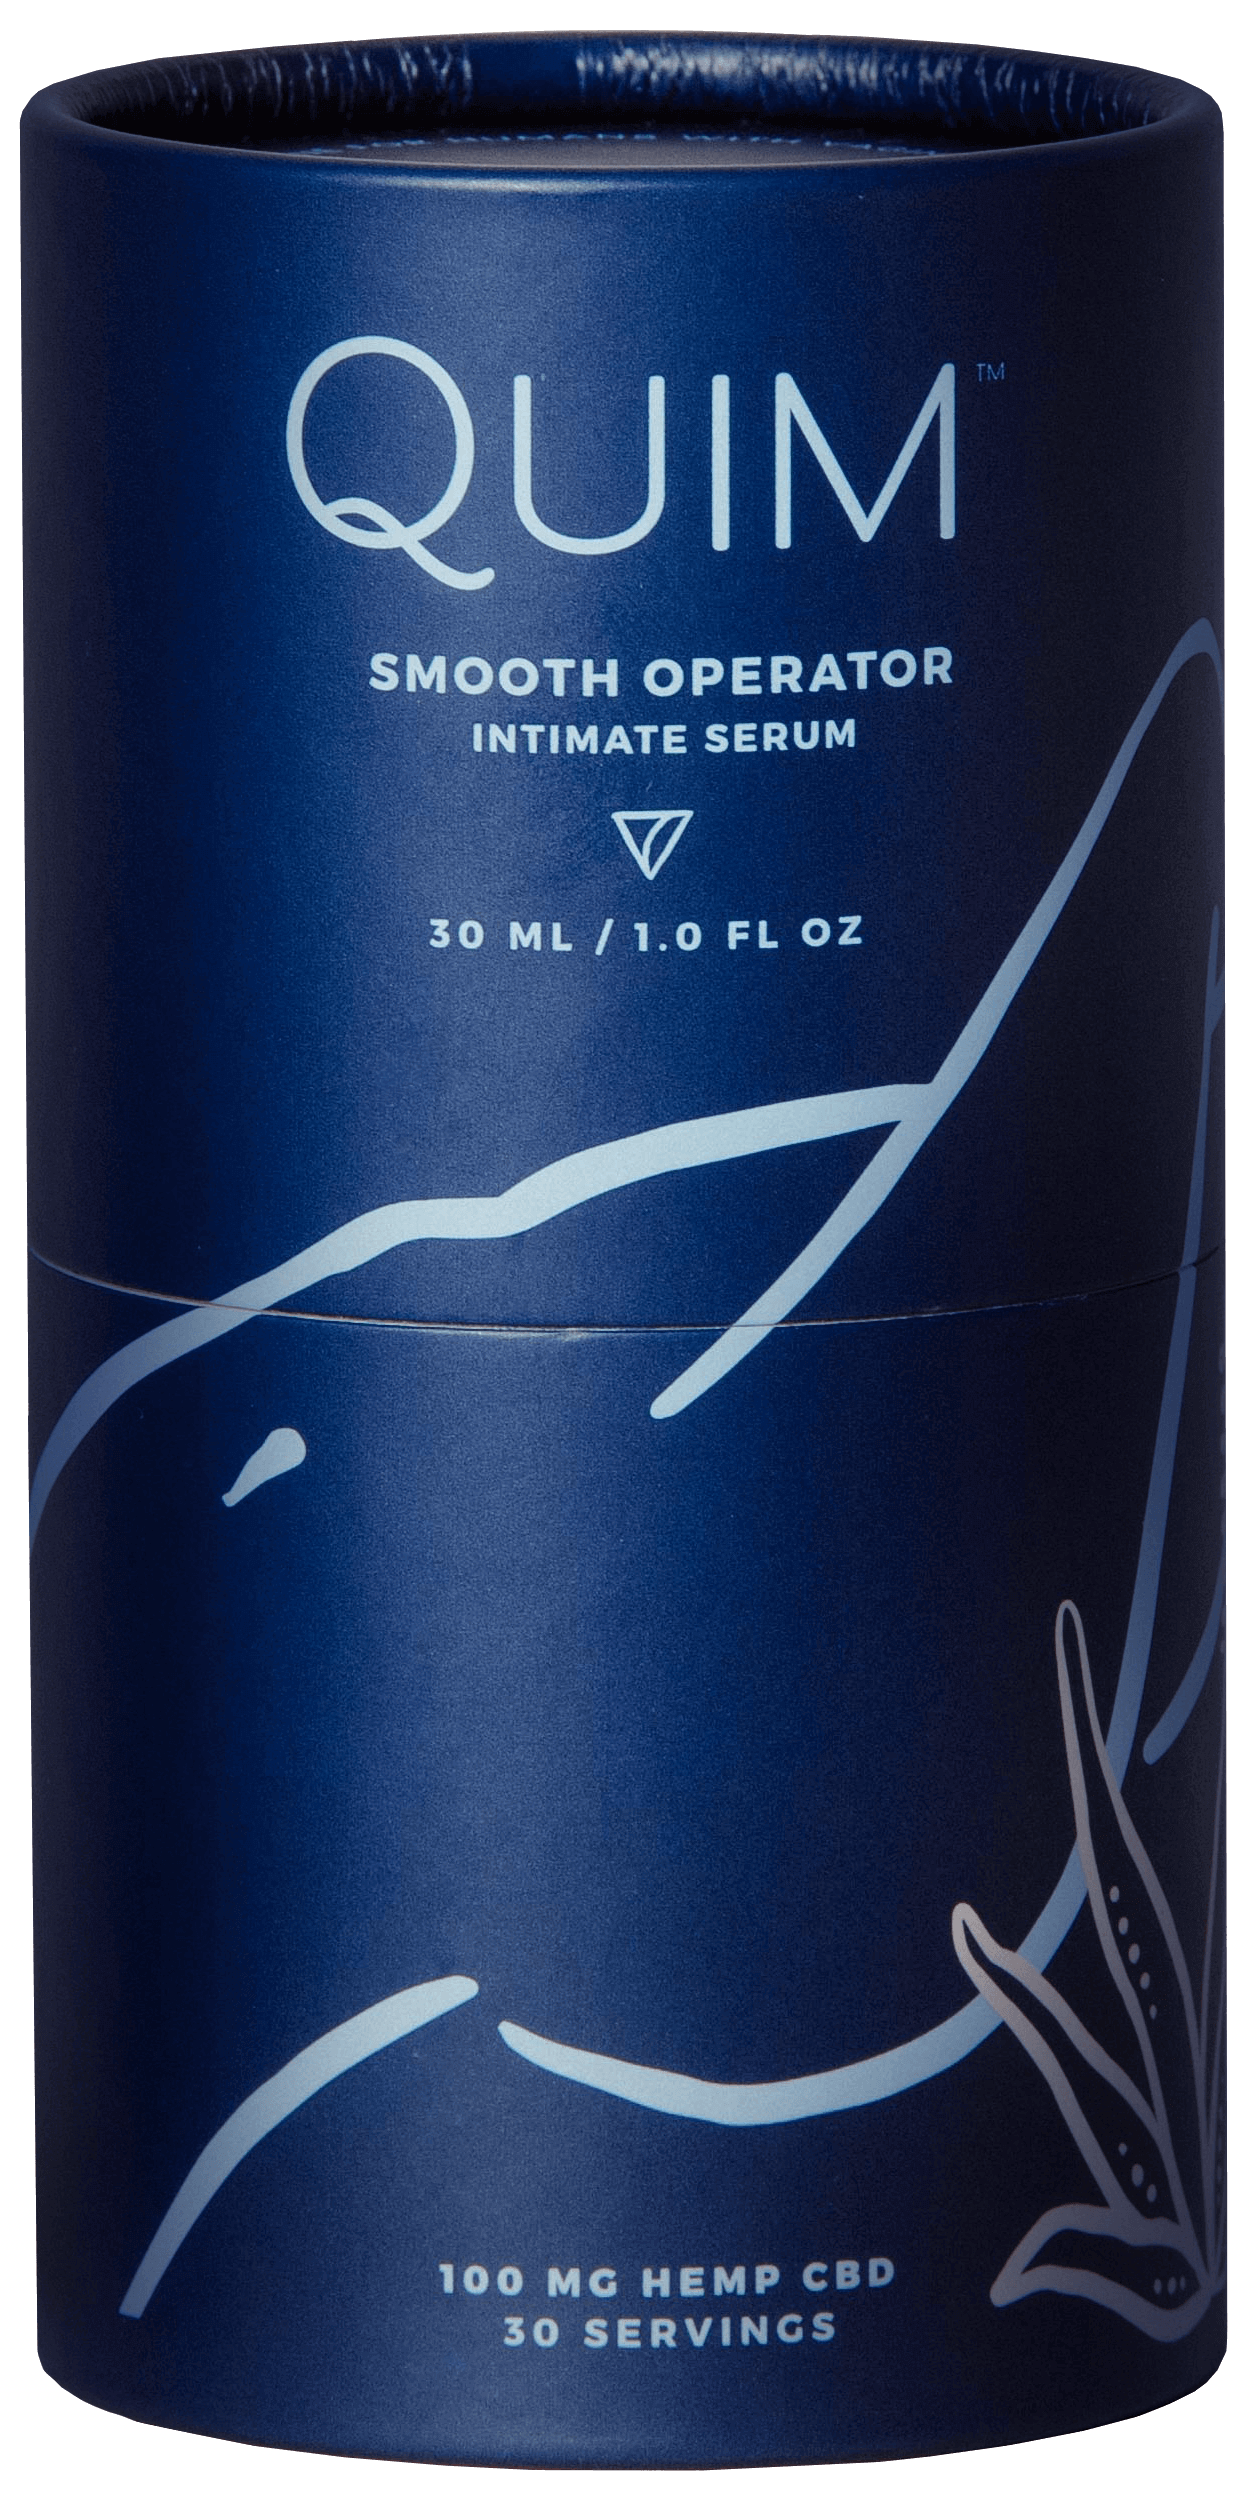 QUIM™
SMOOTH OPERATOR
INTIMATE SERUM
30 ML / 1.0 FL OZ
100 MG HEMP CBD
30 SERVINGS